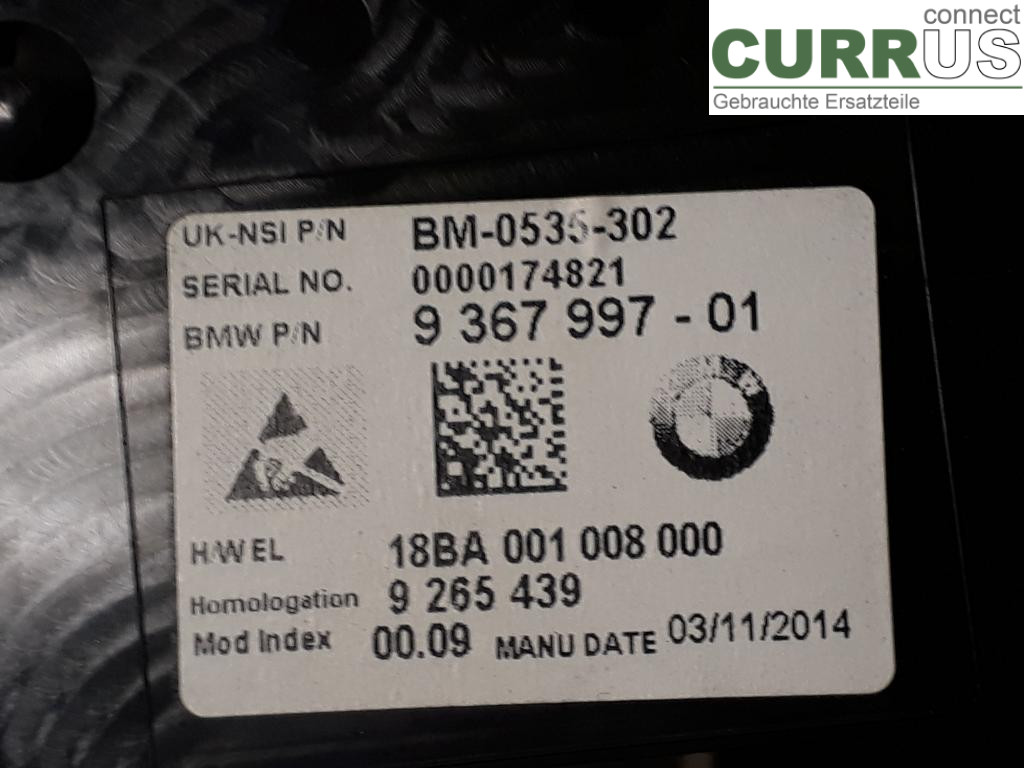 connect
CURRUS
Gebrauchte Ersatzteile
UK-NSI P/N BM-0535-302
SERIAL NO. 0000174821
BMW P/N 9 367 997 - 01
H/W EL 18BA 001 008 000
Homologation 9 265 439
Mod Index 00.09 MANU DATE 03/11/2014